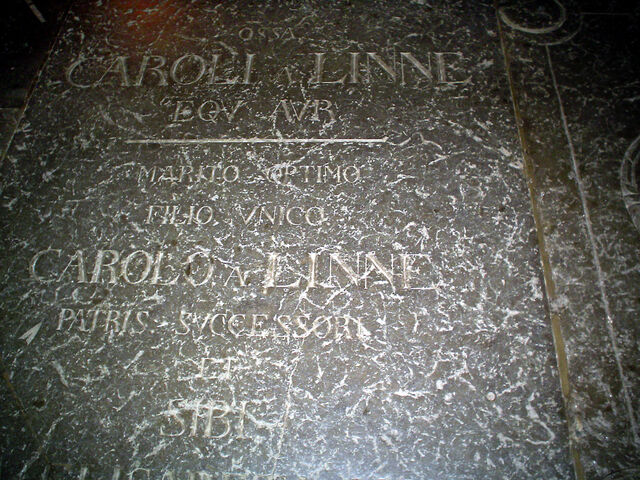 OSSA
CAROLI A LINNE
EQV AVR
MARITO OPTIMO
FILIO VNICO
CAROLO A LINNE
PATRIS SVCCESSORI
ET
SIBI